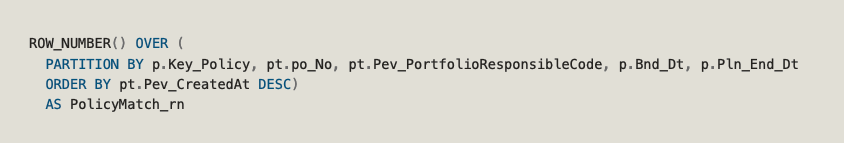 ROW_NUMBER() OVER (
PARTITION BY p.Key_Policy, pt.po_No, pt.Pev_PortfolioResponsibleCode, p.Bnd_Dt, p.Pln_End_Dt
ORDER BY pt.Pev_CreatedAt DESC)
AS PolicyMatch_rn